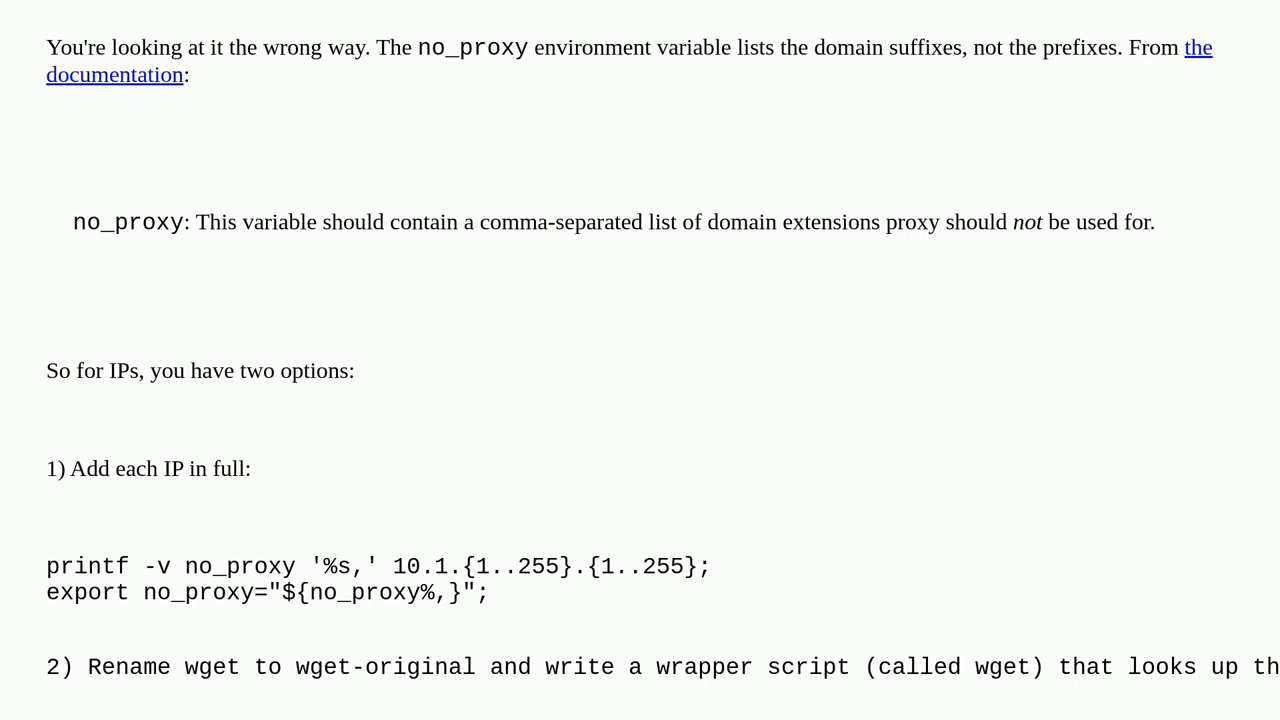 You're looking at it the wrong way. The no_proxy environment variable lists the domain suffixes, not the prefixes. From the
documentation:
no_proxy: This variable should contain a comma-separated list of domain extensions proxy should not be used for.
So for IPs, you have two options:
1) Add each IP in full:
printf -v no_proxy '%s,' 10.1.{1..255}.{1..255};
export no_proxy="${no_proxy%,}";
2) Rename wget to wget-original and write a wrapper script (called wget) that looks up